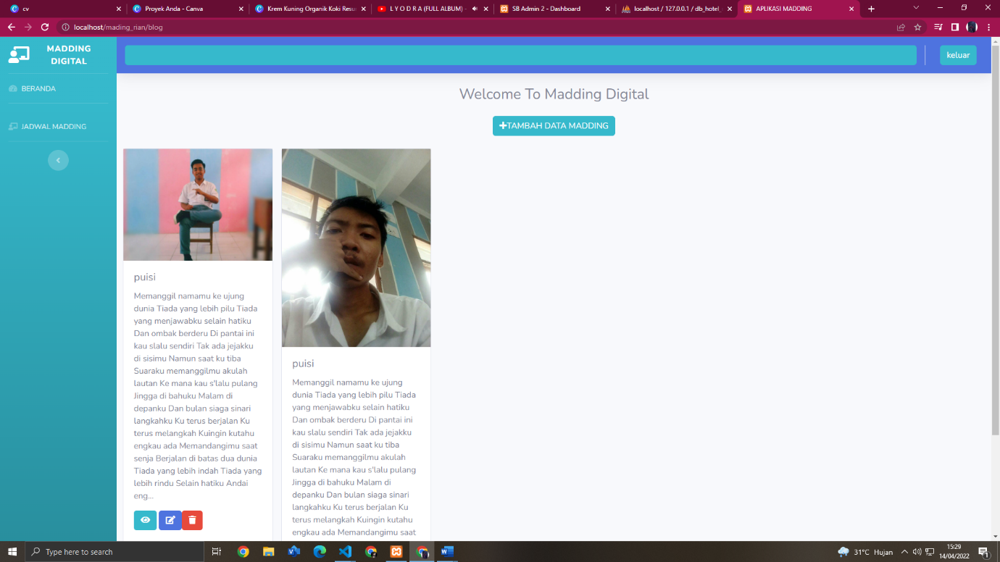 cv
Proyek Anda - Canva
Krem Kuning Organik Koki Resu
L Y O D R A (FULL ALBUM) -
SB Admin 2 - Dashboard
localhost / 127.0.0.1 / db_hotel_
APLIKASI MADDING
localhost/mading_rian/blog
MADDING
DIGITAL
keluar
BERANDA
JADWAL MADDING
Welcome To Madding Digital
TAMBAH DATA MADDING
puisi
Memanggil namamu ke ujung
dunia Tiada yang lebih pilu Tiada
yang menjawabku selain hatiku
Dan ombak berderu Di pantai ini
kau slalu sendiri Tak ada jejakku
di sisimu Namun saat ku tiba
Suaraku memanggilmu akulah
lautan Ke mana kau s'lalu pulang
Jingga di bahuku Malam di
depanku Dan bulan siaga sinari
langkahku Ku terus berjalan Ku
terus melangkah Kuingin kutahu
engkau ada Memandangimu saat
senja Berjalan di batas dua dunia
Tiada yang lebih indah Tiada yang
lebih rindu Selain hatiku Andai
eng...
puisi
Memanggil namamu ke ujung
dunia Tiada yang lebih pilu Tiada
yang menjawabku selain hatiku
Dan ombak berderu Di pantai ini
kau slalu sendiri Tak ada jejakku
di sisimu Namun saat ku tiba
Suaraku memanggilmu akulah
lautan Ke mana kau s'lalu pulang
Jingga di bahuku Malam di
depanku Dan bulan siaga sinari
langkahku Ku terus berjalan Ku
terus melangkah Kuingin kutahu
engkau ada Memandangimu saat
Type here to search
31°C Hujan
15:29
14/04/2022
1